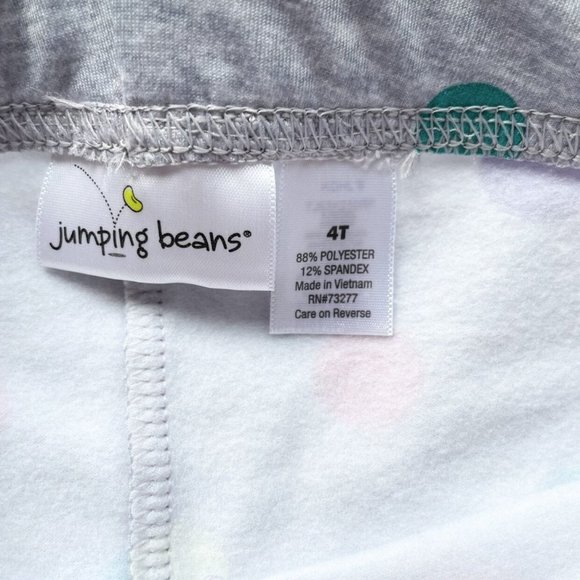 jumping beans®
4T
88% POLYESTER
12% SPANDEX
Made in Vietnam
RN#73277
Care on Reverse